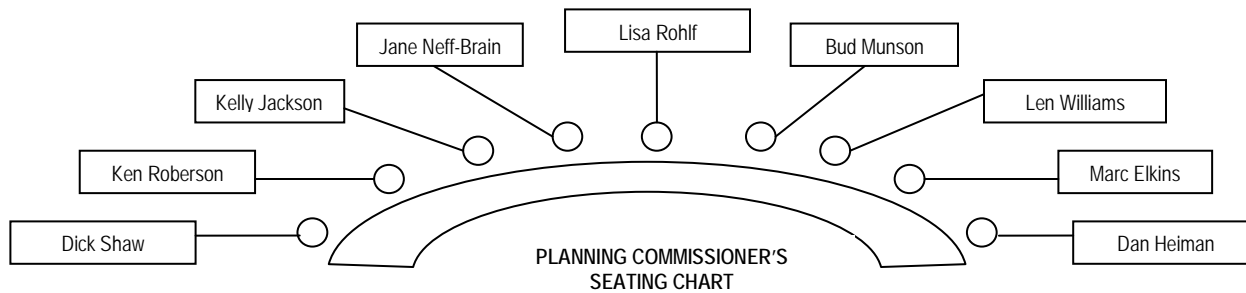 Lisa Rohlf
Jane Neff-Brain
Bud Munson
Kelly Jackson
Len Williams
Ken Roberson
Marc Elkins
Dick Shaw
Dan Heiman
PLANNING COMMISSIONER'S
SEATING CHART